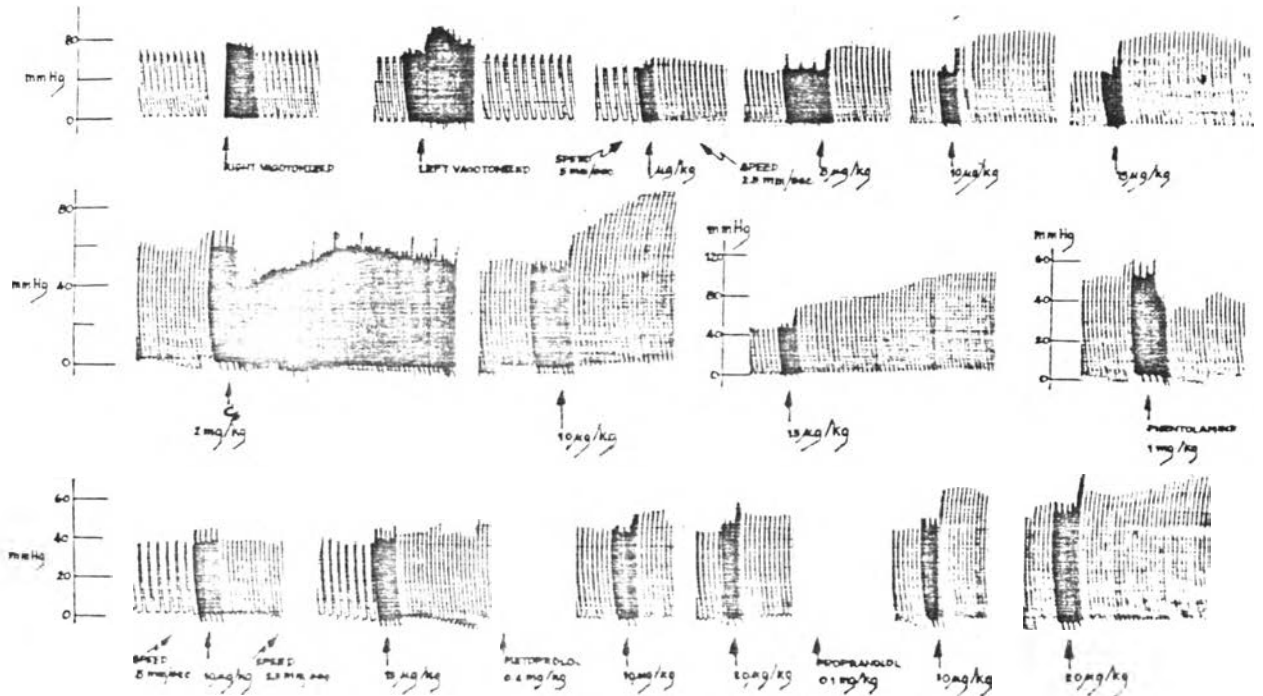 80
mmHg
0
RIGHT VAGOTOMIZED
LEFT VAGOTOMIZED
SPEED
5 mm/sec
1 µg/kg
SPEED
2.5 mm/sec
5 µg/kg
10 µg/kg
80
mmHg
40
0
C6
2 mg/kg
10 µg/kg
mmHg
120
80
40
0
15 µg/kg
mmHg
60
40
20
0
PHENTOLAMINE
1 mg/kg
60
mmHg
40
20
0
SPEED
5 mm/sec
10 µg/kg
SPEED
2.5 mm/sec
15 µg/kg
METOPROLOL
mg/kg
10 µg/kg
20 µg/kg
PROPRANOLOL
0.1 mg/kg
10 µg/kg
20 µg/kg